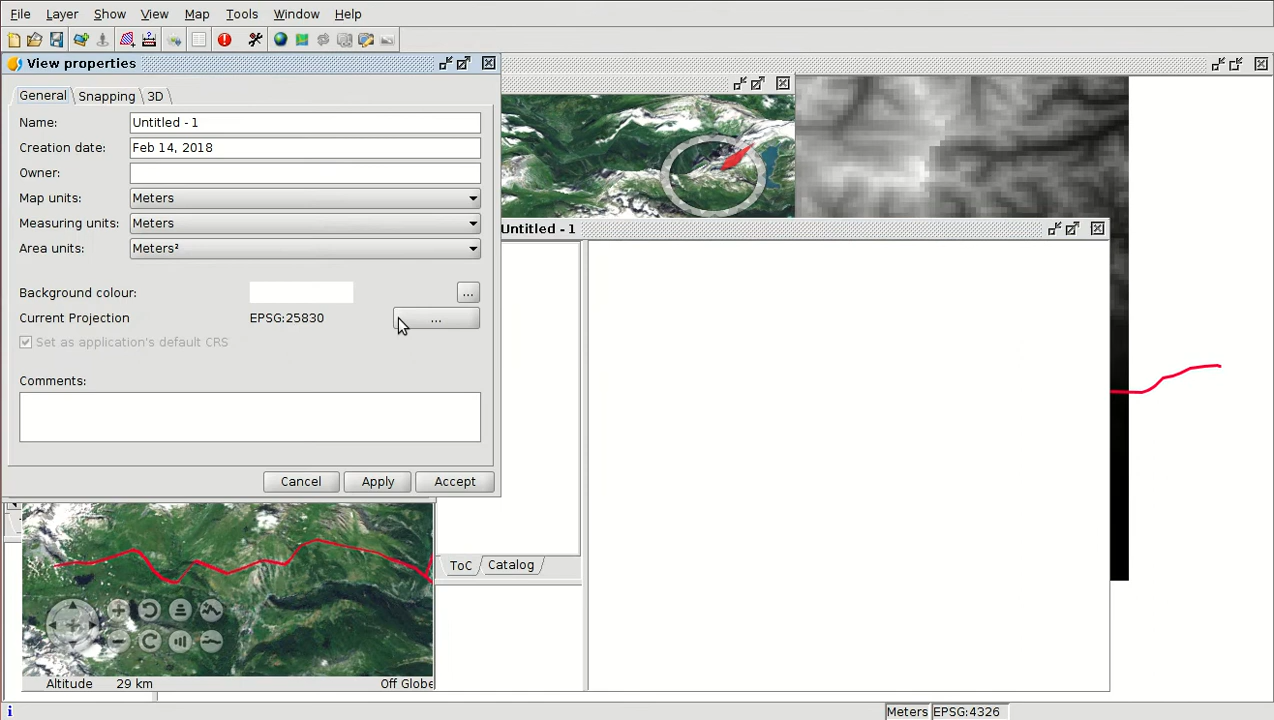 File Layer Show View Map Tools Window Help
View properties
General Snapping 3D
Name: Untitled - 1
Creation date: Feb 14, 2018
Owner:
Map units: Meters
Measuring units: Meters
Area units: Meters²
Background colour: ...
Current Projection EPSG:25830 ...
Set as application's default CRS
Comments:
Cancel Apply Accept
Untitled - 1
ToC Catalog
Altitude 29 km Off Globe
Meters EPSG:4326